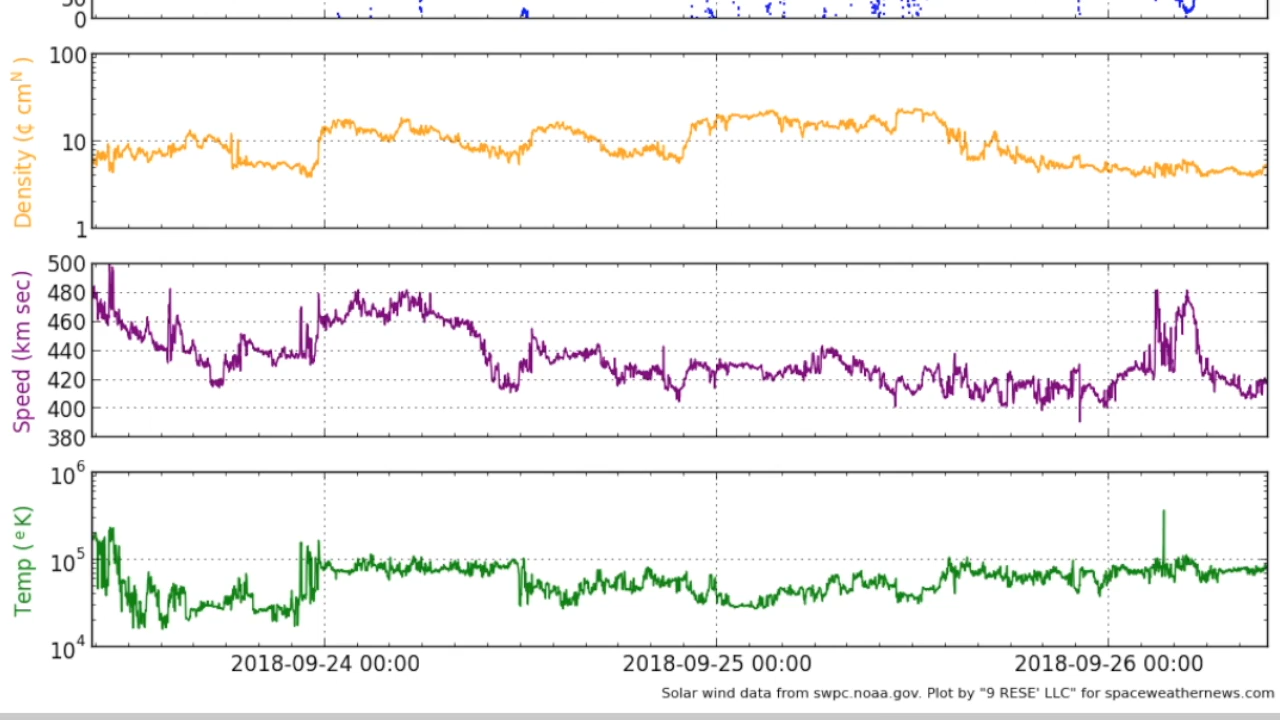 0
100
10
1
Density (¢ cmᴺ )
500
480
460
440
420
400
380
Speed (km sec)
10⁶
10⁵
10⁴
Temp ( ᵉ K)
2018-09-24 00:00 2018-09-25 00:00 2018-09-26 00:00
Solar wind data from swpc.noaa.gov. Plot by "9 RESE' LLC" for spaceweathernews.com